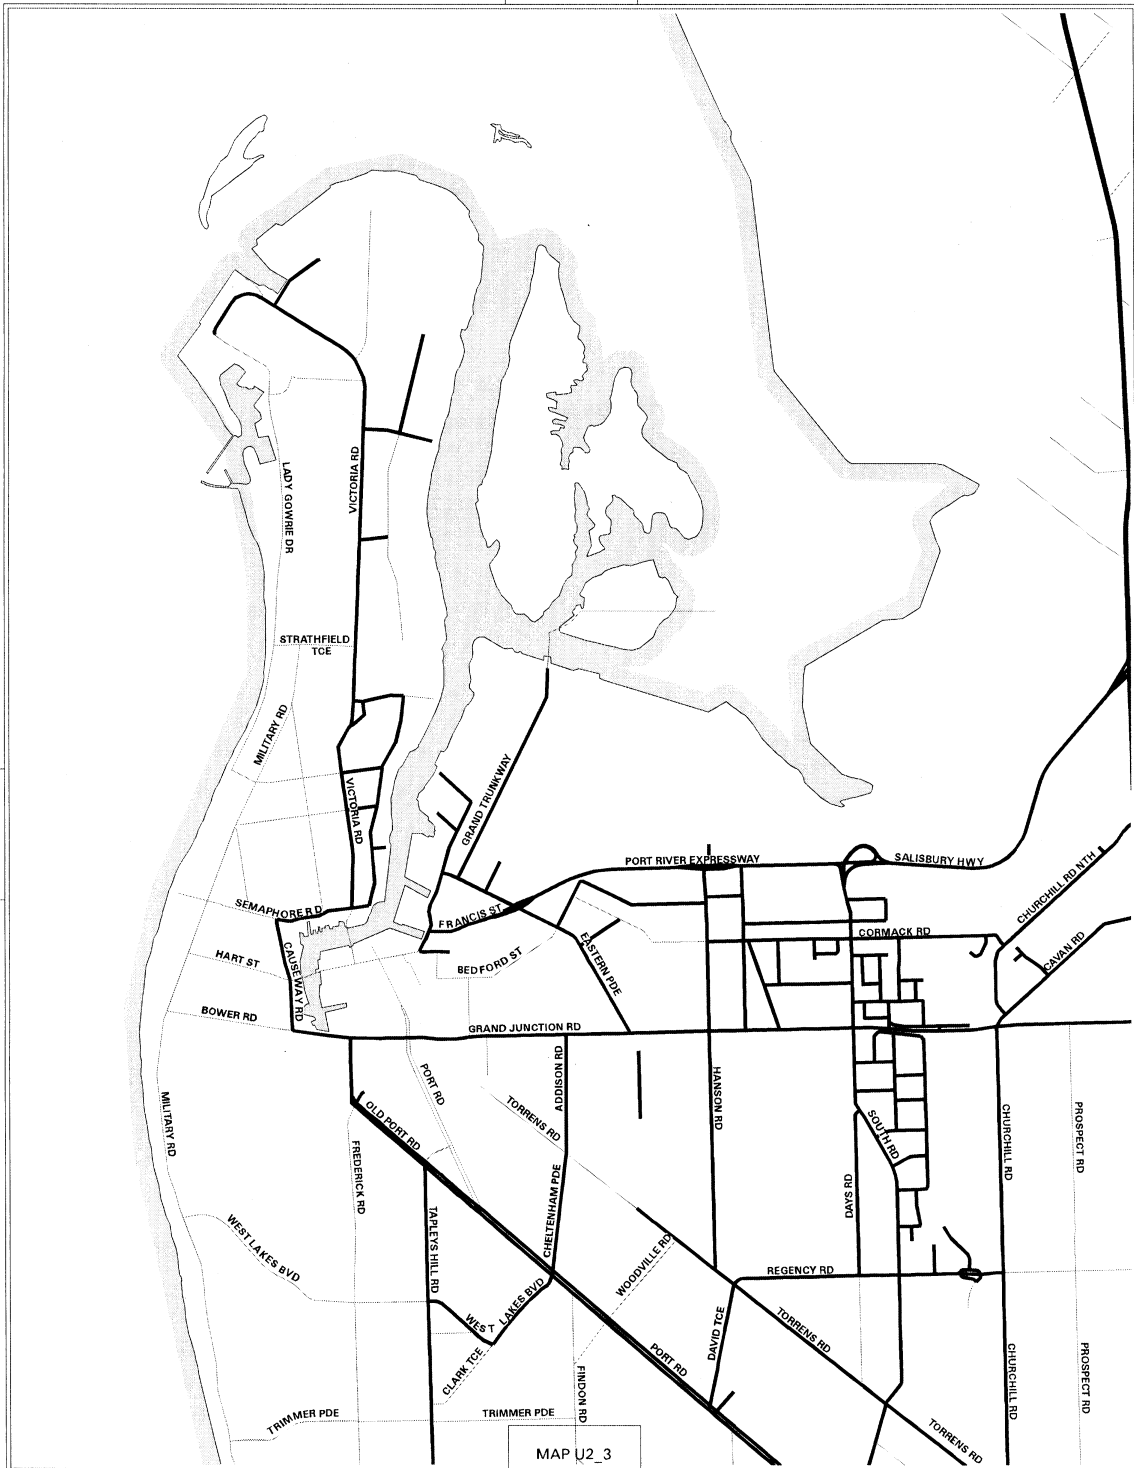 LADY GOWRIE DR
VICTORIA RD
STRATHFIELD
TCE
MILITARY RD
VICTORIA RD
GRAND TRUNKWAY
PORT RIVER EXPRESSWAY
SALISBURY HWY
CHURCHILL RD NTH
SEMAPHORE RD
FRANCIS ST
CORMACK RD
CAVAN RD
HART ST
CAUSEWAY RD
BEDFORD ST
EASTERN PDE
BOWER RD
GRAND JUNCTION RD
MILITARY RD
PORT RD
OLD PORT RD
TORRENS RD
ADDISON RD
HANSON RD
SOUTH RD
CHURCHILL RD
PROSPECT RD
FREDERICK RD
CHELTENHAM PDE
DAYS RD
WEST LAKES BVD
TAPLEYS HILL RD
WOODVILLE RD
REGENCY RD
WEST LAKES BVD
DAVID TCE
TORRENS RD
CLARK TCE
PORT RD
FINDON RD
CHURCHILL RD
PROSPECT RD
TRIMMER PDE
TRIMMER PDE
TORRENS RD
MAP U2_3